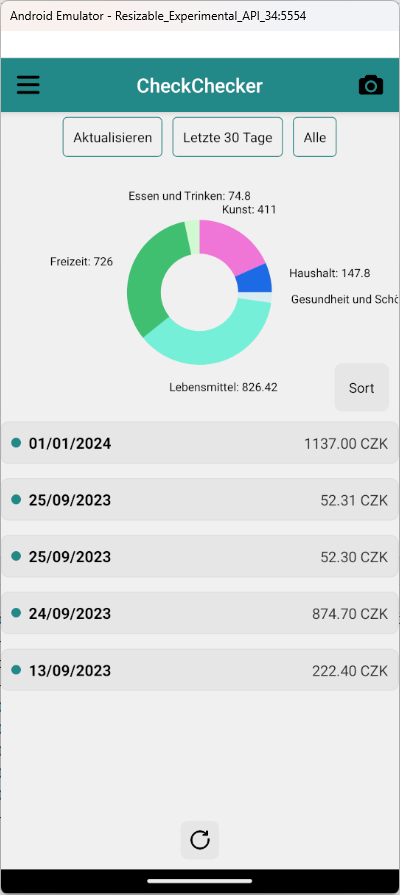 Android Emulator - Resizable_Experimental_API_34:5554
CheckChecker
Aktualisieren Letzte 30 Tage Alle
Essen und Trinken: 74.8
Kunst: 411
Freizeit: 726
Haushalt: 147.8
Gesundheit und Schö
Lebensmittel: 826.42
Sort
01/01/2024 1137.00 CZK
25/09/2023 52.31 CZK
25/09/2023 52.30 CZK
24/09/2023 874.70 CZK
13/09/2023 222.40 CZK